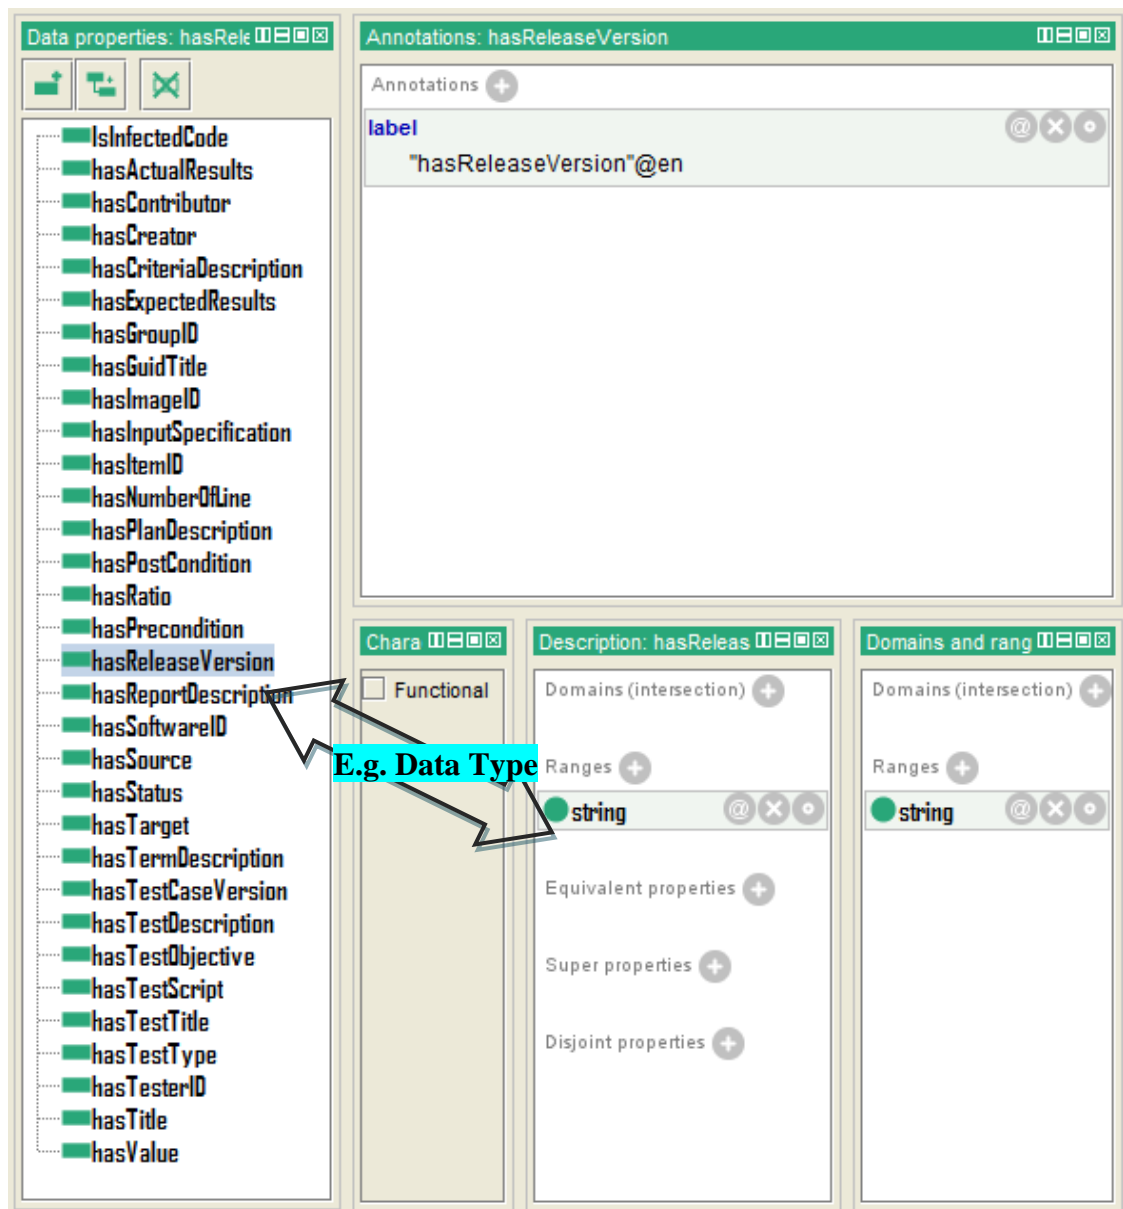 Data properties: hasRele
IsInfectedCode
hasActualResults
hasContributor
hasCreator
hasCriteriaDescription
hasExpectedResults
hasGroupID
hasGuidTitle
hasImageID
hasInputSpecification
hasItemID
hasNumberOfLine
hasPlanDescription
hasPostCondition
hasRatio
hasPrecondition
hasReleaseVersion
hasReportDescription
hasSoftwareID
hasSource
hasStatus
hasTarget
hasTermDescription
hasTestCaseVersion
hasTestDescription
hasTestObjective
hasTestScript
hasTestTitle
hasTestType
hasTesterID
hasTitle
hasValue
Annotations: hasReleaseVersion
Annotations
label
"hasReleaseVersion"@en
Chara
Functional
E.g. Data Type
Description: hasReleas
Domains (intersection)
Ranges
string
Equivalent properties
Super properties
Disjoint properties
Domains and rang
Domains (intersection)
Ranges
string